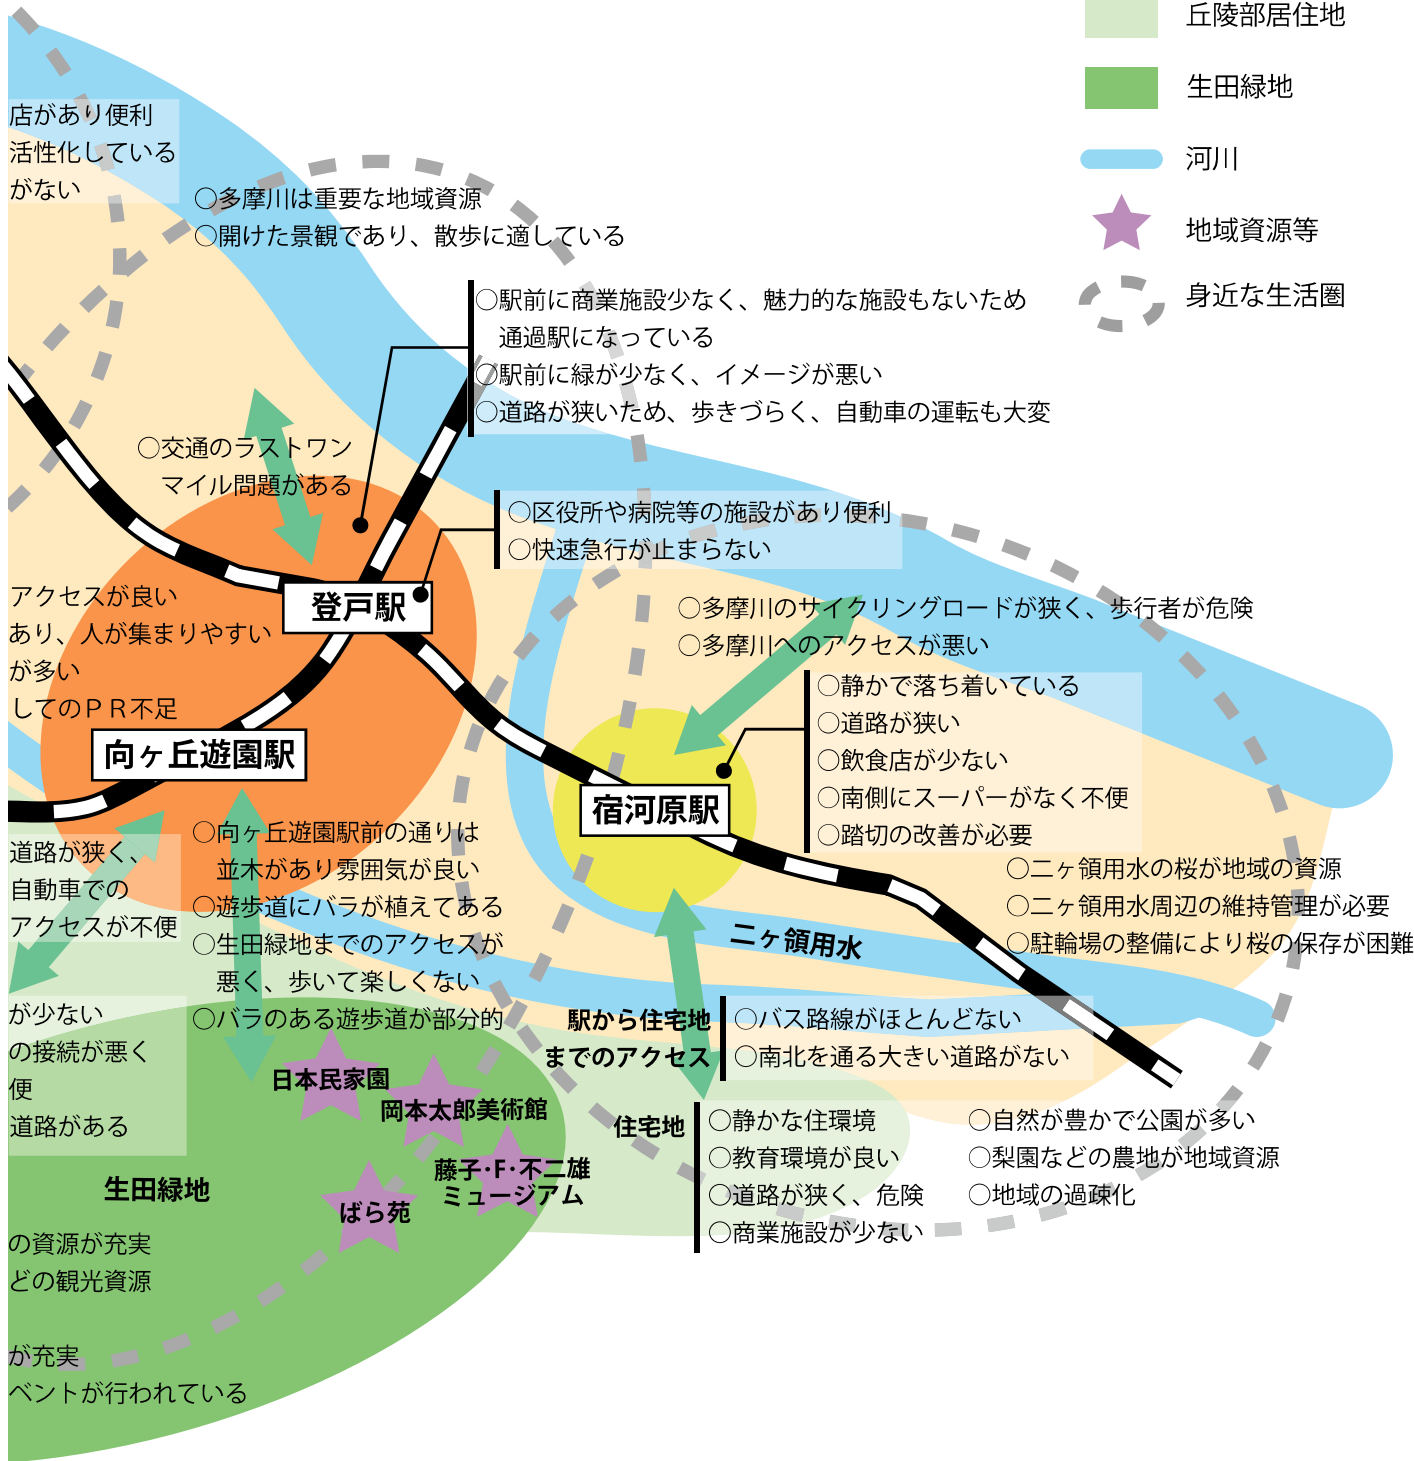 丘陵部居住地
生田緑地
河川
地域資源等
身近な生活圏
店があり便利
活性化している
がない
〇多摩川は重要な地域資源
〇開けた景観であり、散歩に適している
〇駅前に商業施設少なく、魅力的な施設もないため
通過駅になっている
〇駅前に緑が少なく、イメージが悪い
〇道路が狭いため、歩きづらく、自動車の運転も大変
〇交通のラストワン
マイル問題がある
〇区役所や病院等の施設があり便利
〇快速急行が止まらない
アクセスが良い
あり、人が集まりやすい
が多い
してのＰＲ不足
登戸駅
〇多摩川のサイクリングロードが狭く、歩行者が危険
〇多摩川へのアクセスが悪い
〇静かで落ち着いている
〇道路が狭い
〇飲食店が少ない
〇南側にスーパーがなく不便
〇踏切の改善が必要
向ヶ丘遊園駅
宿河原駅
道路が狭く、
自動車での
アクセスが不便
〇向ヶ丘遊園駅前の通りは
並木があり雰囲気が良い
〇遊歩道にバラが植えてある
〇生田緑地までのアクセスが
悪く、歩いて楽しくない
〇バラのある遊歩道が部分的
〇二ヶ領用水の桜が地域の資源
〇二ヶ領用水周辺の維持管理が必要
〇駐輪場の整備により桜の保存が困難
二ヶ領用水
駅から住宅地
までのアクセス
〇バス路線がほとんどない
〇南北を通る大きい道路がない
が少ない
の接続が悪く
便
道路がある
日本民家園
岡本太郎美術館
藤子・F・不二雄
ミュージアム
ばら苑
生田緑地
住宅地
〇静かな住環境
〇教育環境が良い
〇道路が狭く、危険
〇商業施設が少ない
〇自然が豊かで公園が多い
〇梨園などの農地が地域資源
〇地域の過疎化
の資源が充実
どの観光資源
が充実
ベントが行われている